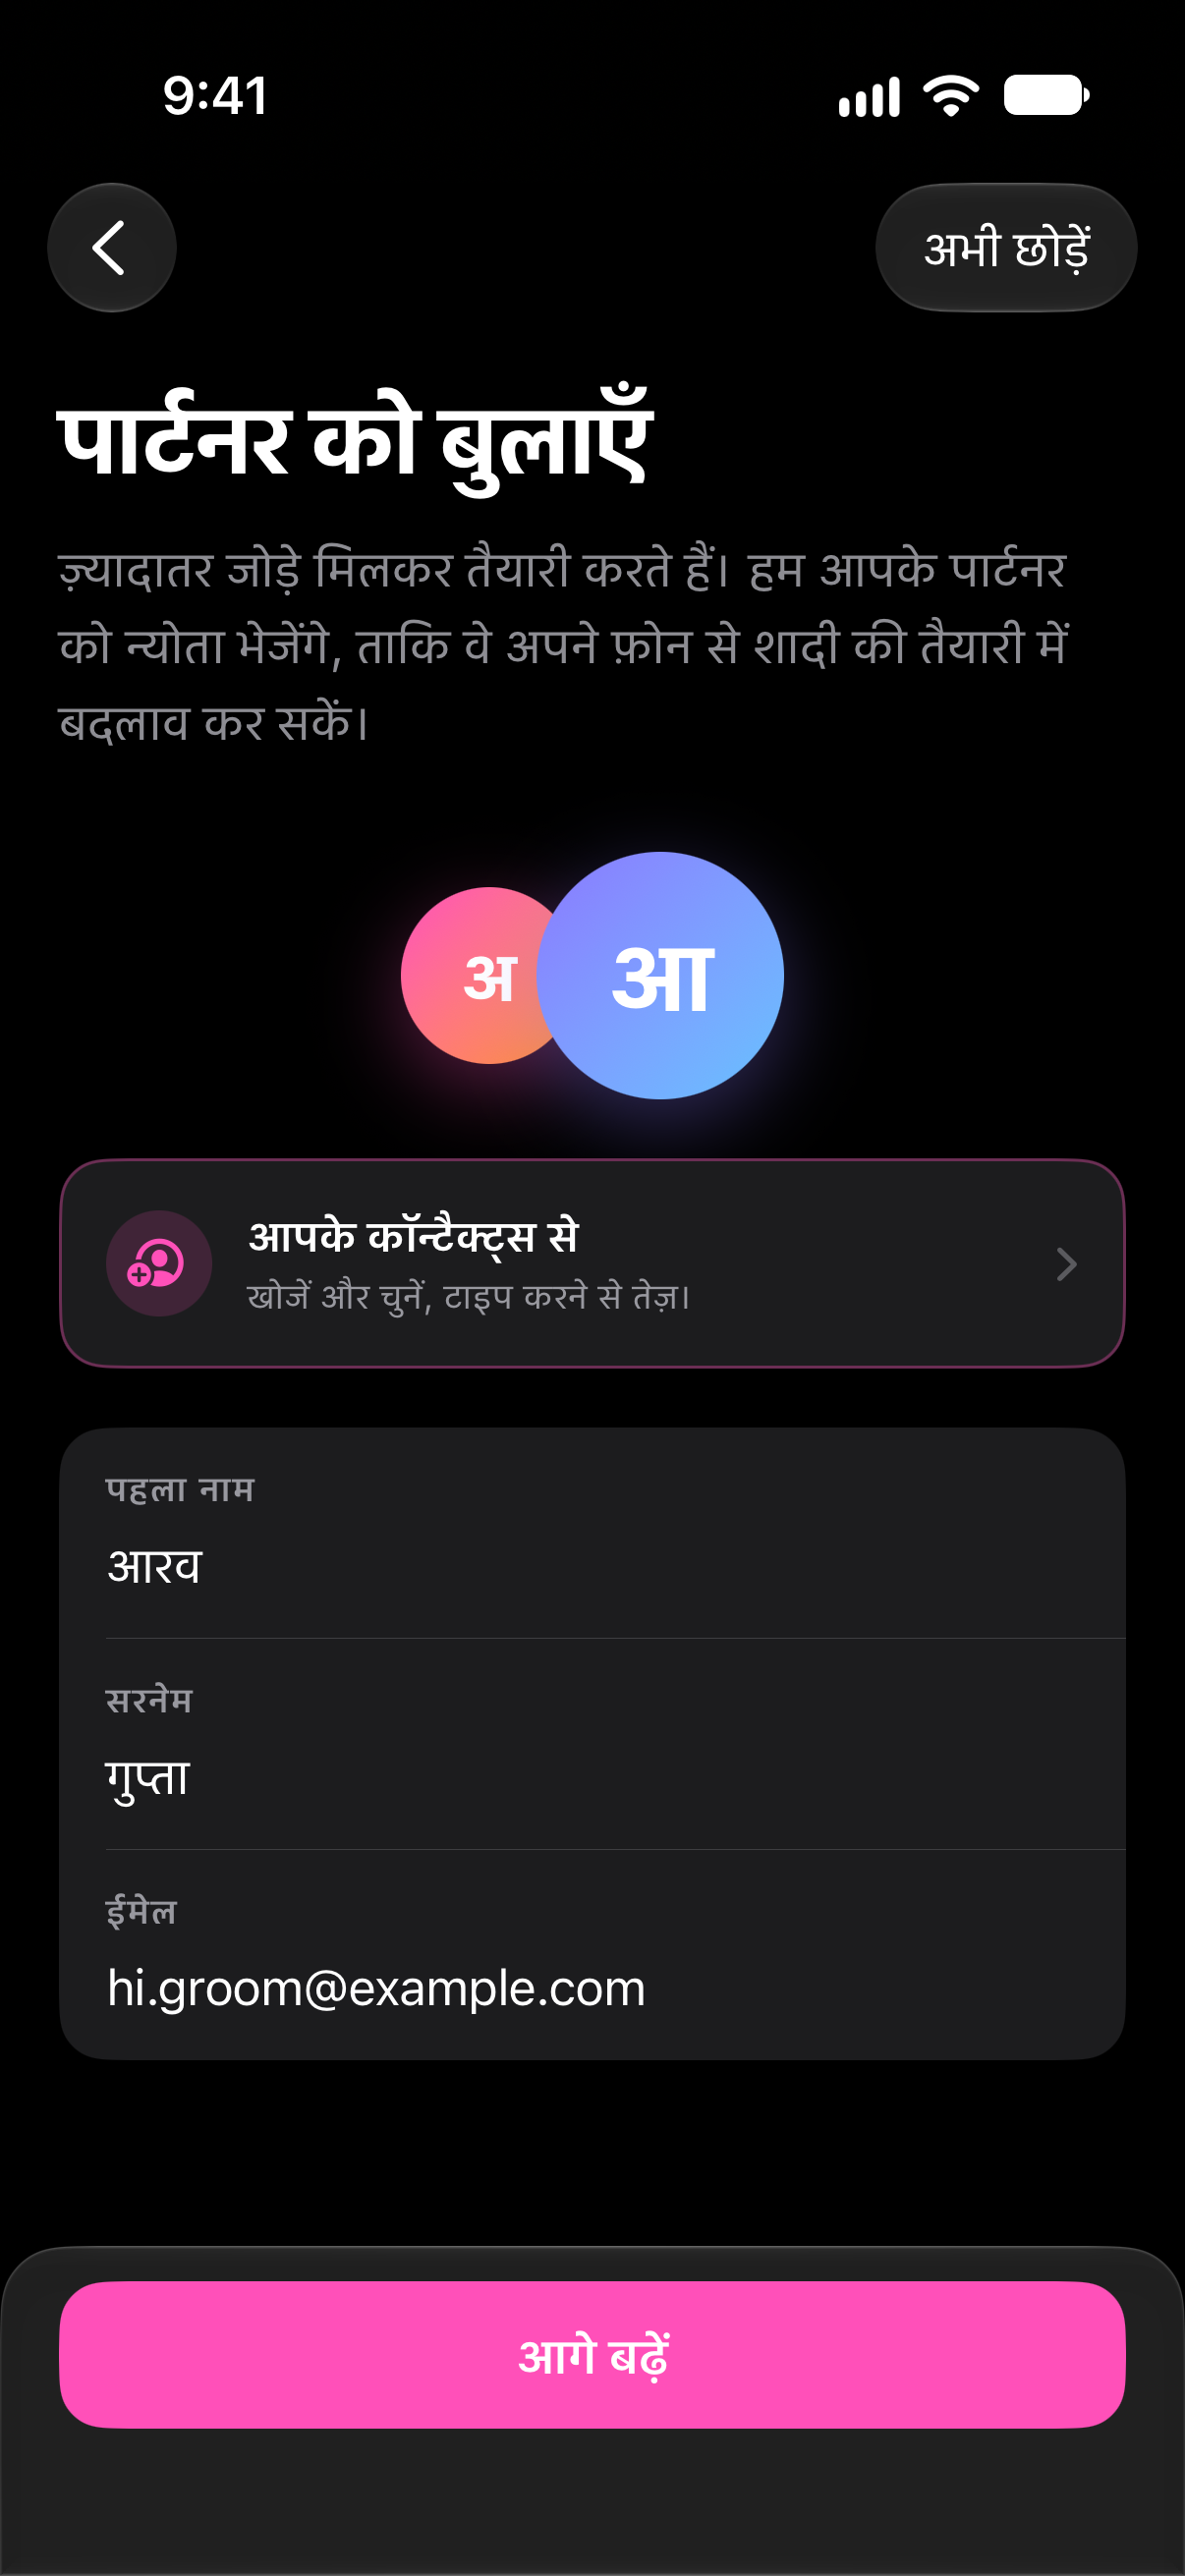 9:41
अभी छोड़ें
पार्टनर को बुलाएँ
ज़्यादातर जोड़े मिलकर तैयारी करते हैं। हम आपके पार्टनर
को न्योता भेजेंगे, ताकि वे अपने फ़ोन से शादी की तैयारी में
बदलाव कर सकें।
अ
आ
आपके कॉन्टैक्ट्स से
खोजें और चुनें, टाइप करने से तेज़।
पहला नाम
आरव
सरनेम
गुप्ता
ईमेल
hi.groom@example.com
आगे बढ़ें